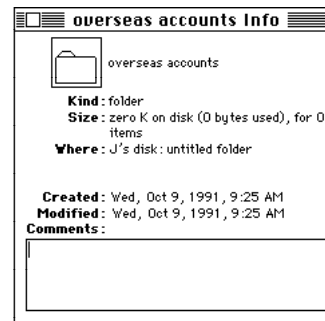 overseas accounts Info
overseas accounts
Kind: folder
Size: zero K on disk (0 bytes used), for 0
items
Where: J's disk: untitled folder
Created: Wed, Oct 9, 1991, 9:25 AM
Modified: Wed, Oct 9, 1991, 9:25 AM
Comments: